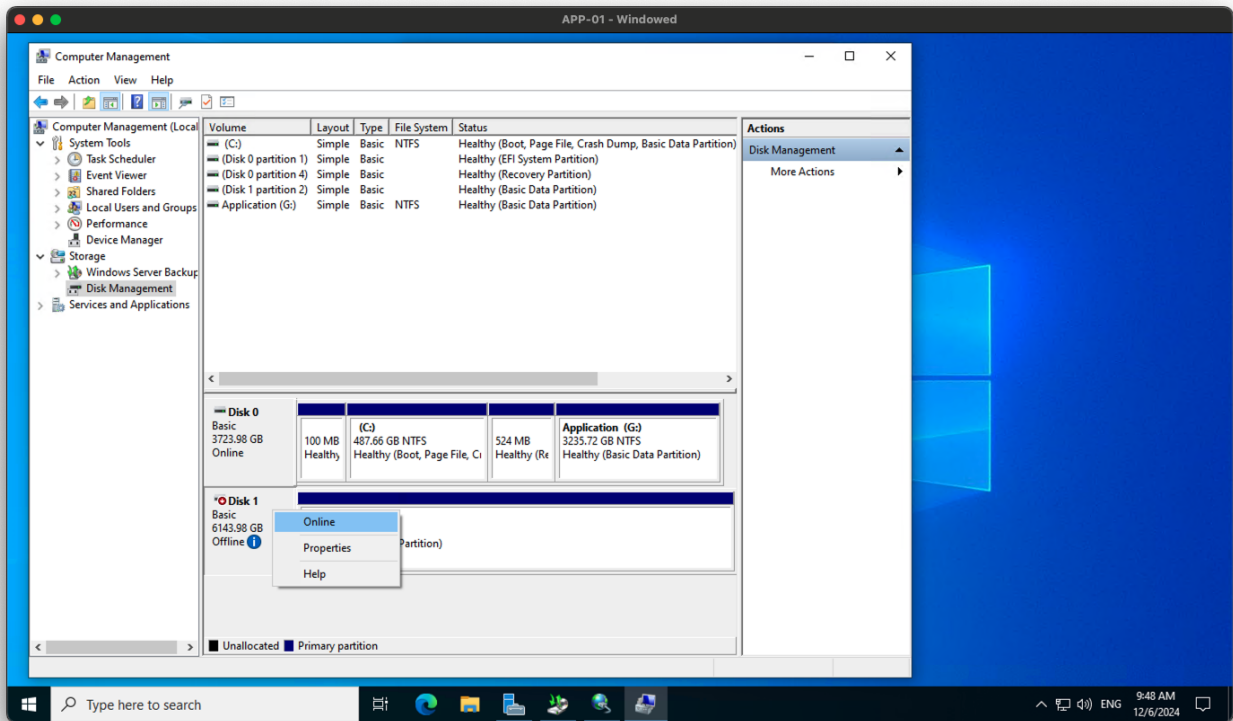 APP-01 - Windowed
Computer Management
File Action View Help
Computer Management (Local
System Tools
Task Scheduler
Event Viewer
Shared Folders
Local Users and Groups
Performance
Device Manager
Storage
Windows Server Backup
Disk Management
Services and Applications
Volume Layout Type File System Status
(C:) Simple Basic NTFS Healthy (Boot, Page File, Crash Dump, Basic Data Partition)
(Disk 0 partition 1) Simple Basic Healthy (EFI System Partition)
(Disk 0 partition 4) Simple Basic Healthy (Recovery Partition)
(Disk 1 partition 2) Simple Basic Healthy (Basic Data Partition)
Application (G:) Simple Basic NTFS Healthy (Basic Data Partition)
Actions
Disk Management
More Actions
Disk 0
Basic
3723.98 GB
Online
100 MB
Healthy
(C:)
487.66 GB NTFS
Healthy (Boot, Page File, Cr
524 MB
Healthy (Re
Application (G:)
3235.72 GB NTFS
Healthy (Basic Data Partition)
Disk 1
Basic
6143.98 GB
Offline
Partition)
Online
Properties
Help
Unallocated Primary partition
Type here to search
ENG
9:48 AM
12/6/2024